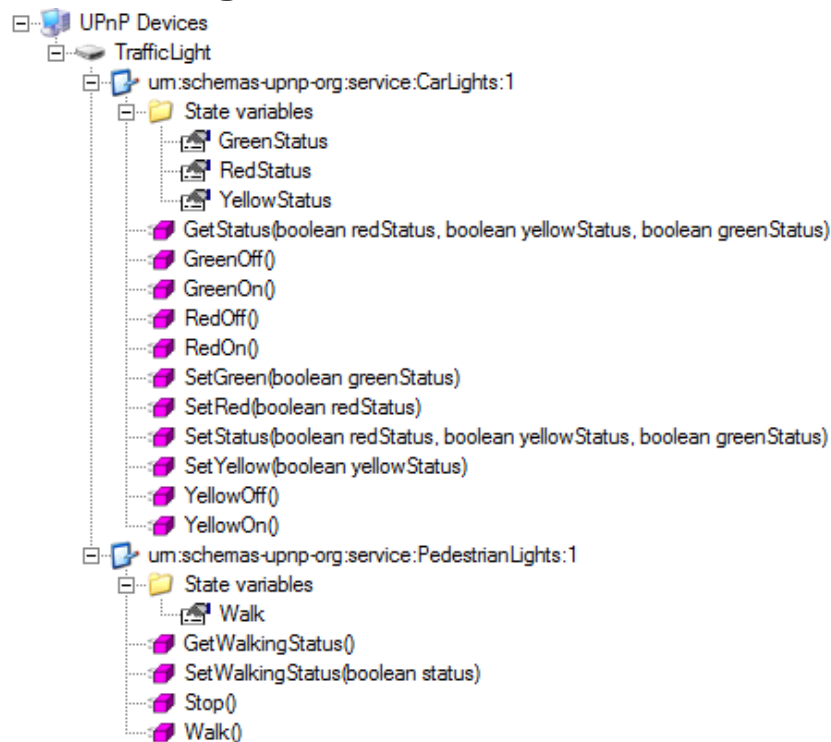 UPnP Devices
TrafficLight
urn:schemas-upnp-org:service:CarLights:1
State variables
GreenStatus
RedStatus
YellowStatus
GetStatus(boolean redStatus, boolean yellowStatus, boolean greenStatus)
GreenOff()
GreenOn()
RedOff()
RedOn()
SetGreen(boolean greenStatus)
SetRed(boolean redStatus)
SetStatus(boolean redStatus, boolean yellowStatus, boolean greenStatus)
SetYellow(boolean yellowStatus)
YellowOff()
YellowOn()
urn:schemas-upnp-org:service:PedestrianLights:1
State variables
Walk
GetWalkingStatus()
SetWalkingStatus(boolean status)
Stop()
Walk()